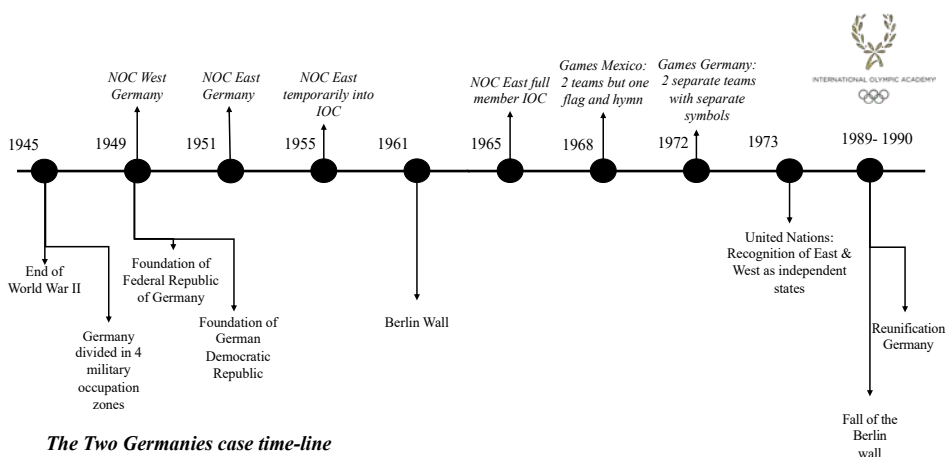 INTERNATIONAL OLYMPIC ACADEMY
NOC West
Germany
NOC East
Germany
NOC East
temporarily into
IOC
NOC East full
member IOC
Games Mexico:
2 teams but one
flag and hymn
Games Germany:
2 separate teams
with separate
symbols
1945
1949
1951
1955
1961
1965
1968
1972
1973
1989- 1990
End of
World War II
Germany
divided in 4
military
occupation
zones
Foundation of
Federal Republic
of Germany
Foundation of
German
Democratic
Republic
Berlin Wall
United Nations:
Recognition of East &
West as independent
states
Reunification
Germany
Fall of the
Berlin
wall
The Two Germanies case time-line